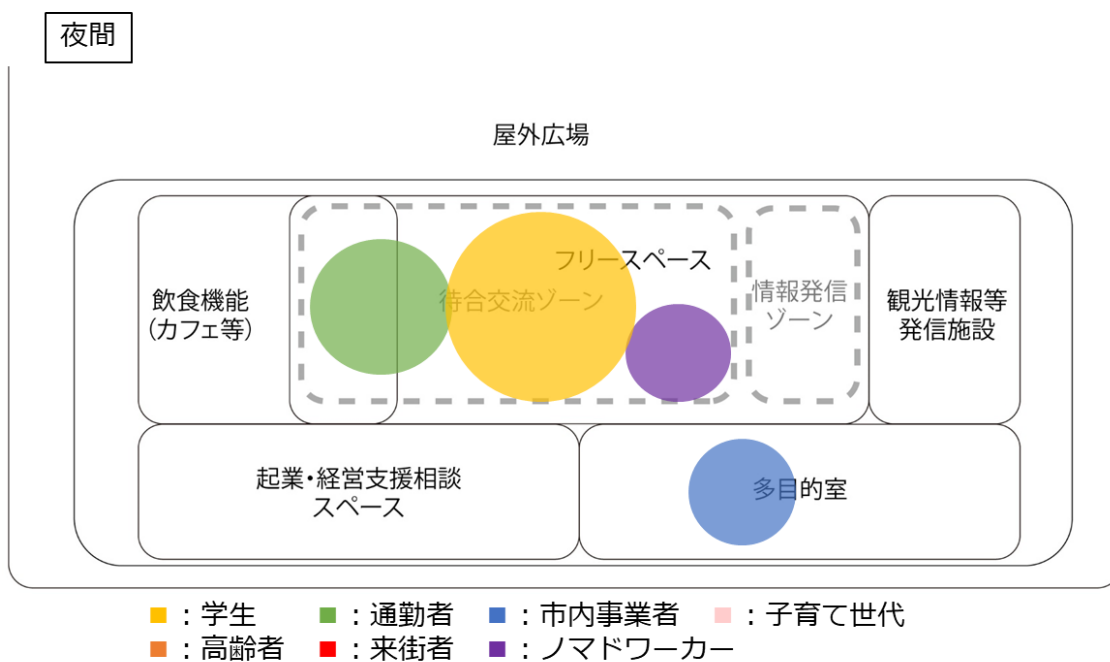 夜間
屋外広場
飲食機能
（カフェ等）
フリースペース
待合交流ゾーン
情報発信
ゾーン
観光情報等
発信施設
起業・経営支援相談
スペース
多目的室
■：学生 ■：通勤者 ■：市内事業者 ■：子育て世代
■：高齢者 ■：来街者 ■：ノマドワーカー